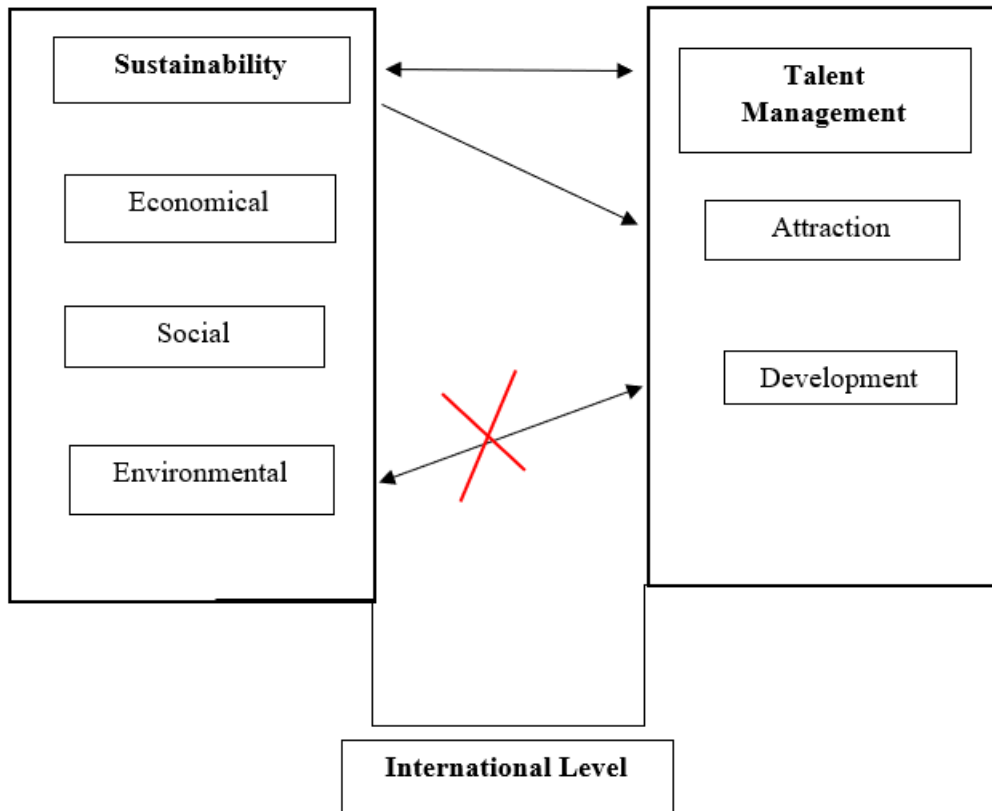 Sustainability
Economical
Social
Environmental
Talent
Management
Attraction
Development
International Level